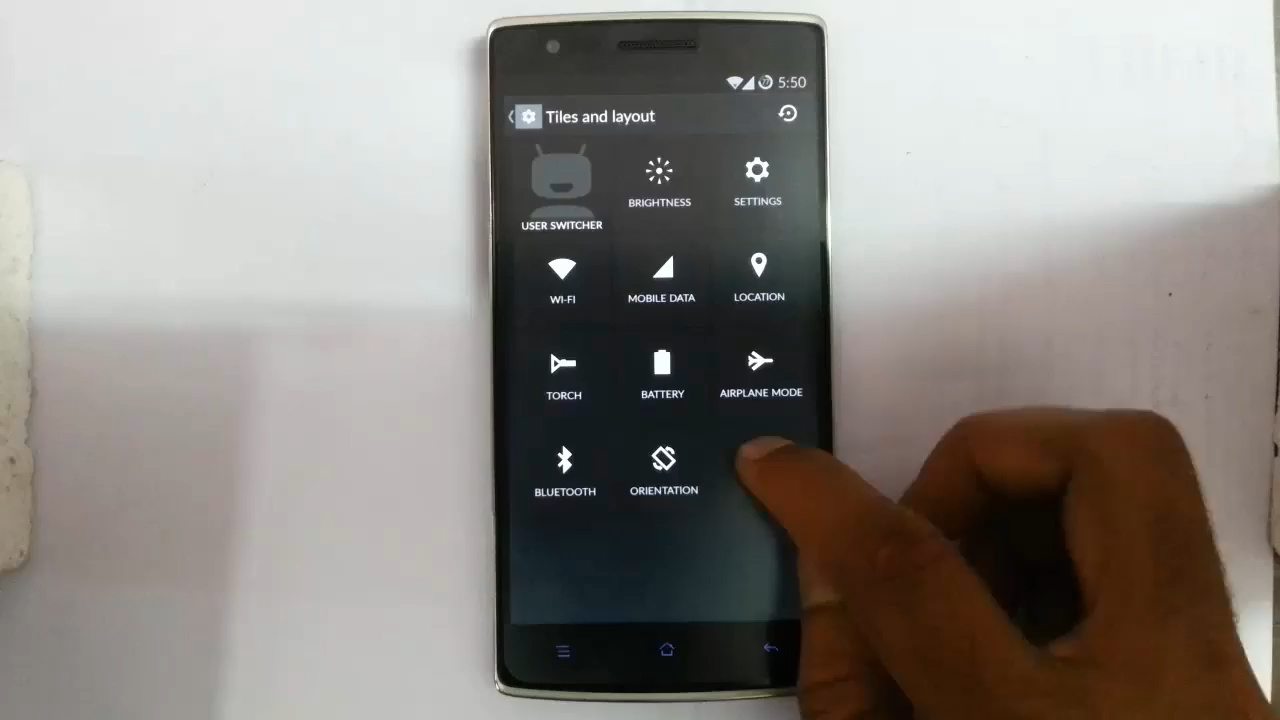 5:50
Tiles and layout
BRIGHTNESS
SETTINGS
USER SWITCHER
WI-FI
MOBILE DATA
LOCATION
TORCH
BATTERY
AIRPLANE MODE
BLUETOOTH
ORIENTATION